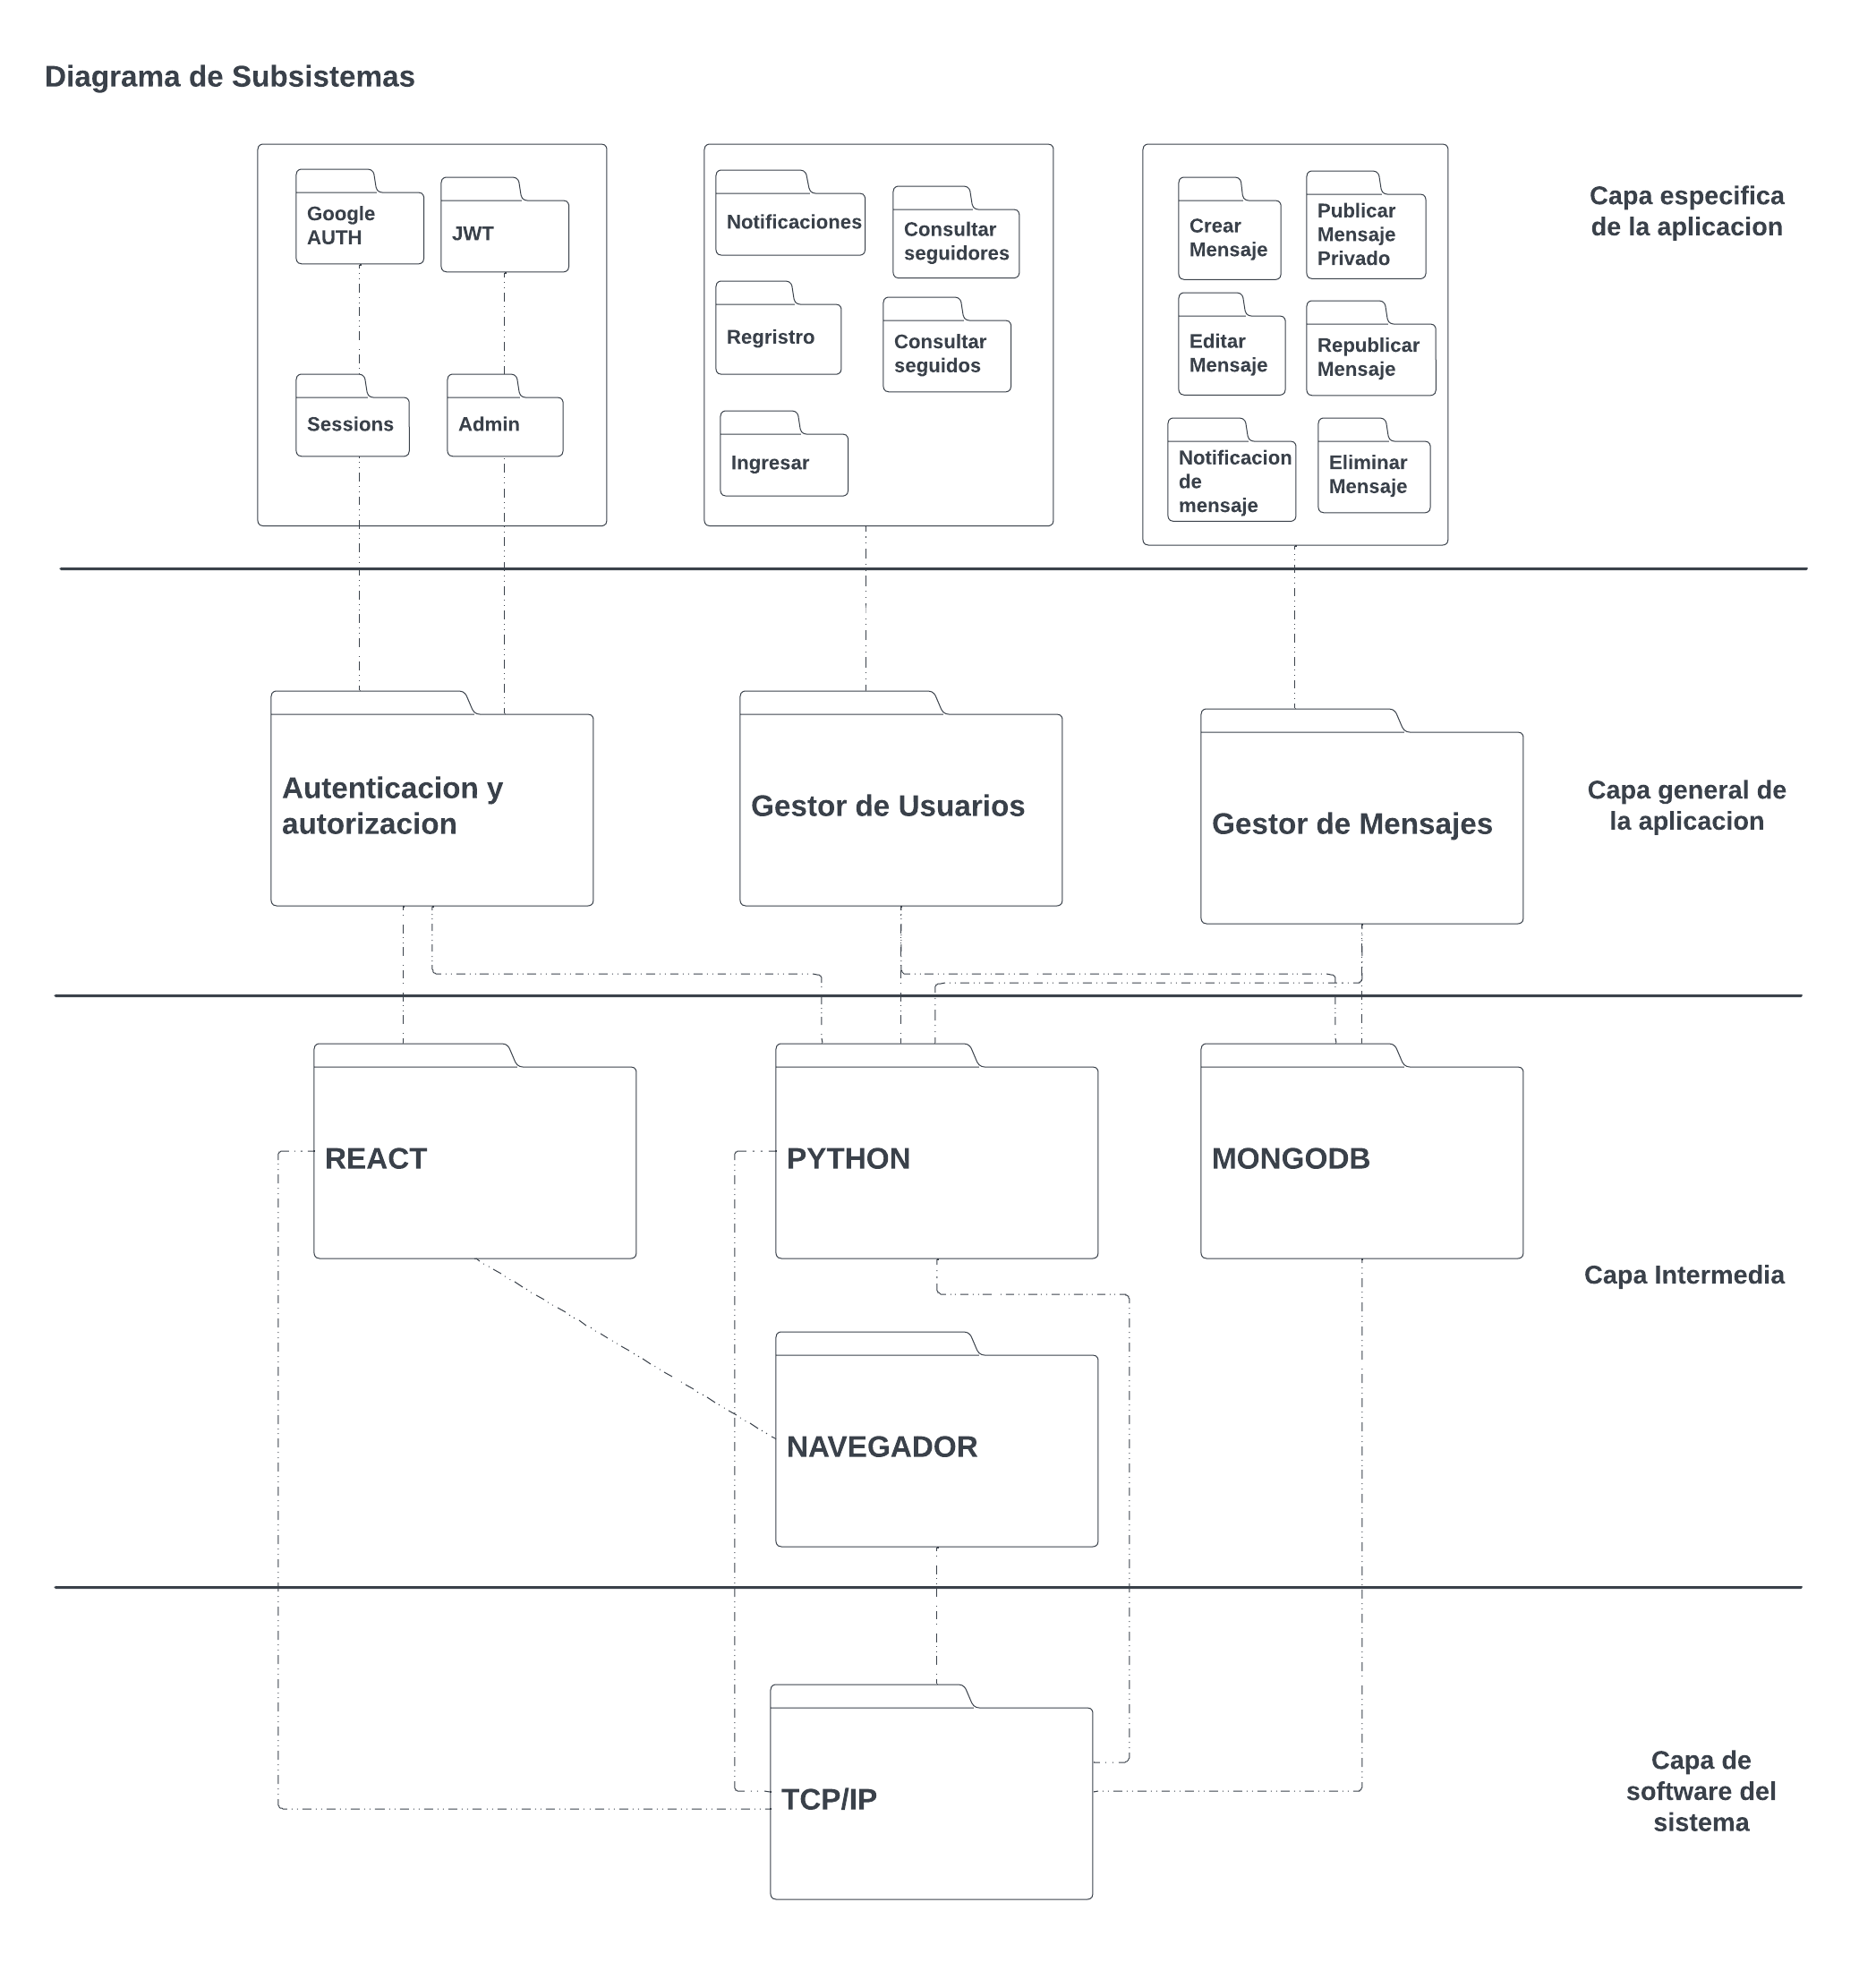 Diagrama de Subsistemas
Google
AUTH
JWT
Sessions
Admin
Notificaciones
Consultar
seguidores
Regristro
Consultar
seguidos
Ingresar
Crear
Mensaje
Publicar
Mensaje
Privado
Editar
Mensaje
Republicar
Mensaje
Notificacion
de
mensaje
Eliminar
Mensaje
Capa especifica
de la aplicacion
Autenticacion y
autorizacion
Gestor de Usuarios
Gestor de Mensajes
Capa general de
la aplicacion
REACT
PYTHON
MONGODB
NAVEGADOR
Capa Intermedia
TCP/IP
Capa de
software del
sistema